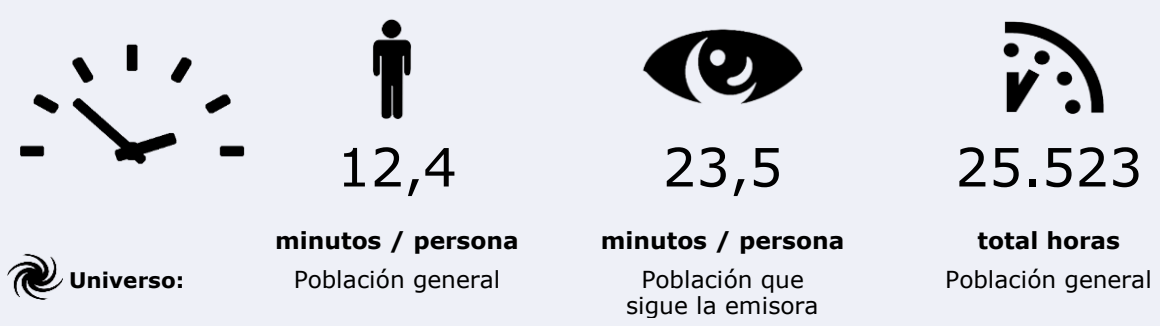 12,4
23,5
25.523
minutos / persona
minutos / persona
total horas
Universo:
Población general
Población que
sigue la emisora
Población general